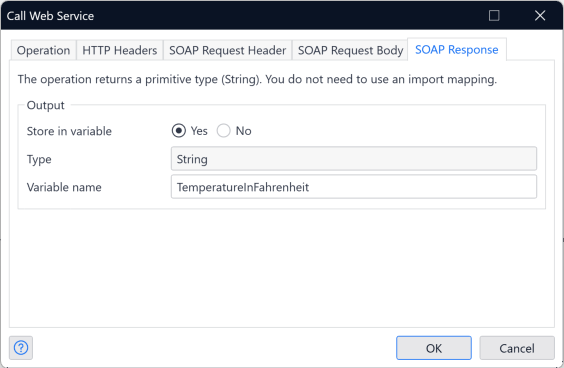 Call Web Service
Operation HTTP Headers SOAP Request Header SOAP Request Body SOAP Response
The operation returns a primitive type (String). You do not need to use an import mapping.
Output
Store in variable Yes No
Type String
Variable name TemperatureInFahrenheit
? OK Cancel